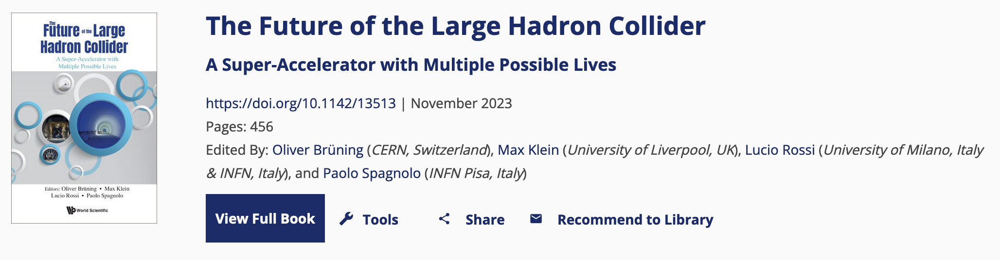 The
Future of the Large
Hadron Collider
A Super-Accelerator with
Multiple Possible Lives
Editors: Oliver Brüning • Max Klein
Lucio Rossi • Paolo Spagnolo
World Scientific
The Future of the Large Hadron Collider
A Super-Accelerator with Multiple Possible Lives
https://doi.org/10.1142/13513 | November 2023
Pages: 456
Edited By: Oliver Brüning (CERN, Switzerland), Max Klein (University of Liverpool, UK), Lucio Rossi (University of Milano, Italy
& INFN, Italy), and Paolo Spagnolo (INFN Pisa, Italy)
View Full Book Tools Share Recommend to Library